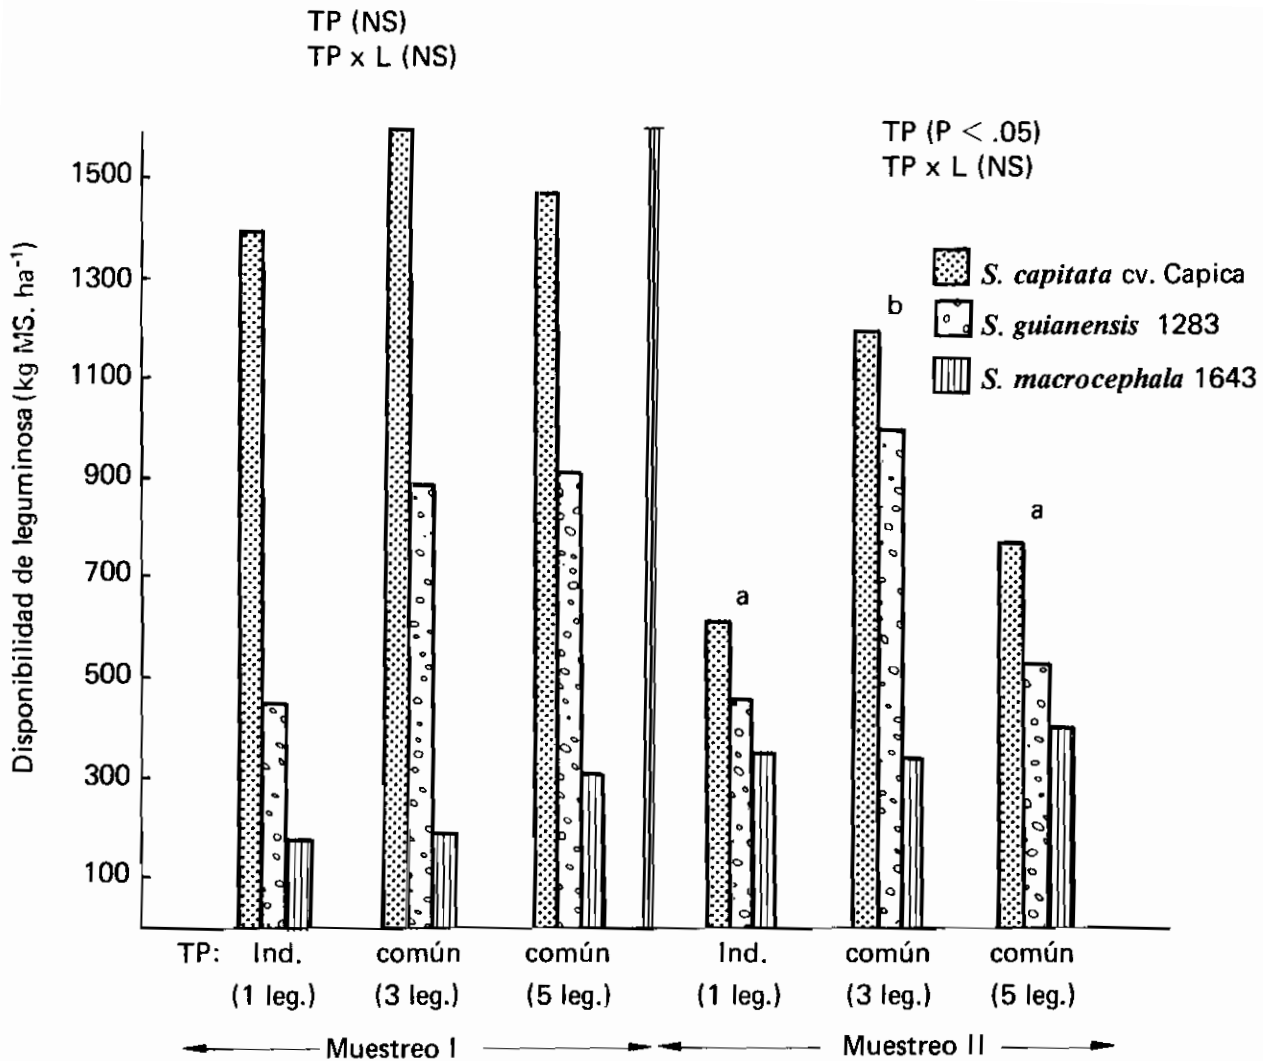 TP (NS)
TP x L (NS)
TP (P < .05)
TP x L (NS)
Disponibilidad de leguminosa (kg MS. ha⁻¹)
1500
1300
1100
900
700
500
300
100
S. capitata cv. Capica
S. guianensis 1283
S. macrocephala 1643
a
b
a
TP: Ind. común común Ind. común común
(1 leg.) (3 leg.) (5 leg.) (1 leg.) (3 leg.) (5 leg.)
Muestreo I Muestreo II